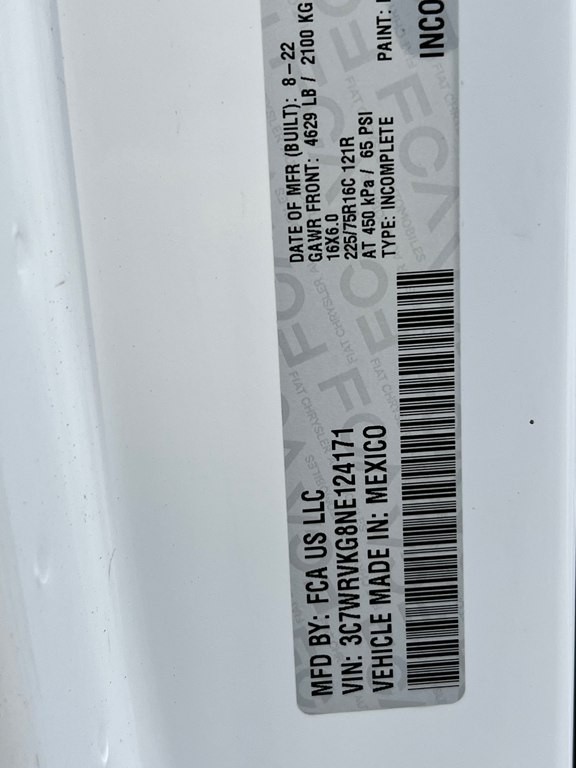 MFD BY: FCA US LLC
VIN: 3C7WRVKG8NE124171
VEHICLE MADE IN: MEXICO
DATE OF MFR (BUILT): 8-22
GAWR FRONT: 4629 LB / 2100 KG
16X6.0
225/75R16C 121R
AT 450 kPa / 65 PSI
TYPE: INCOMPLETE PAINT:
INCO